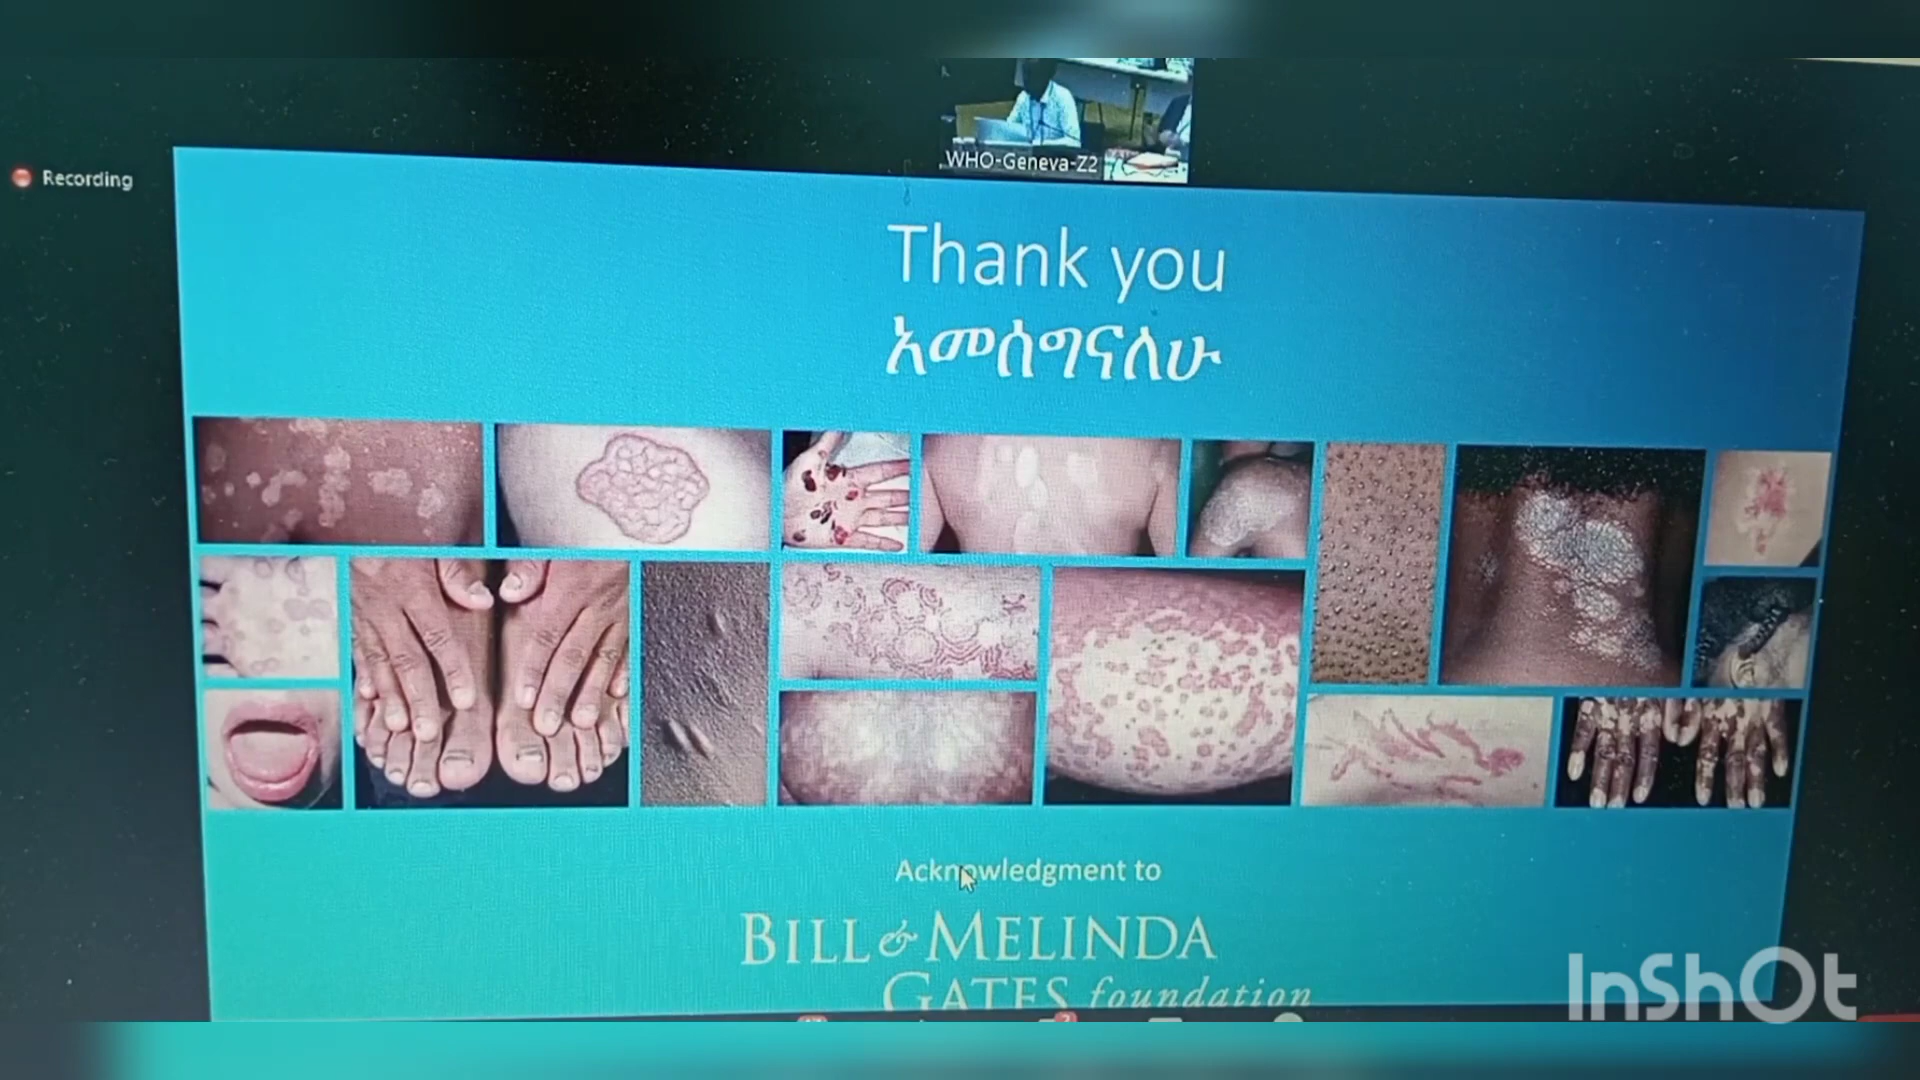 WHO-Geneva-Z2
Recording
Thank you
አመሰግናለሁ
Acknowledgment to
BILL & MELINDA
GATES foundation
InShOt